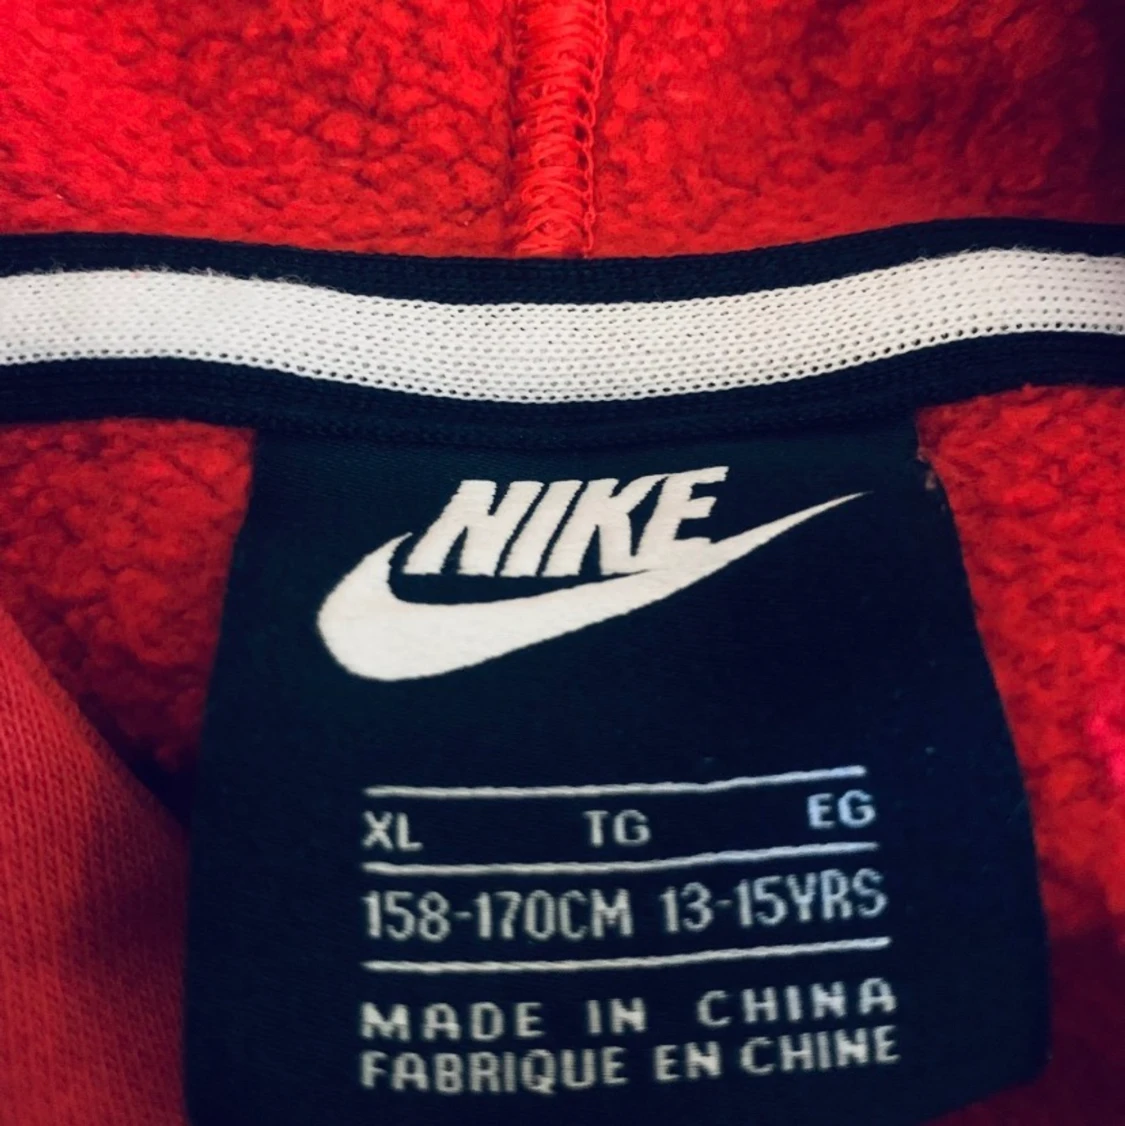 NIKE
XL TG EG
158-170CM 13-15YRS
MADE IN CHINA
FABRIQUE EN CHINE